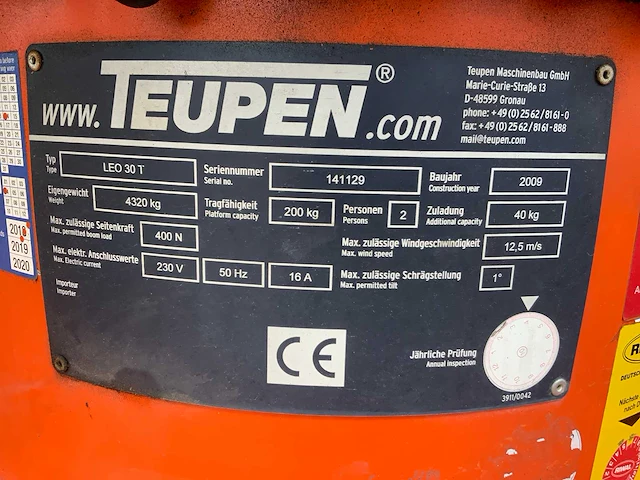 www.TEUPEN®.com
Teupen Maschinenbau GmbH
Marie-Curie-Straße 13
D-48599 Gronau
phone: +49 (0) 25 62 / 81 61-0
fax: +49 (0) 25 62 / 81 61-888
mail@teupen.com
Typ
Type
LEO 30 T
Seriennummer
Serial no.
141129
Baujahr
Construction year
2009
Eigengewicht
Weight
4320 kg
Tragfähigkeit
Platform capacity
200 kg
Personen
Persons
2
Zuladung
Additional capacity
40 kg
Max. zulässige Seitenkraft
Max. permitted boom load
400 N
Max. zulässige Windgeschwindigkeit
Max. wind speed
12,5 m/s
Max. elektr. Anschlusswerte
Max. Electric current
230 V
50 Hz
16 A
Max. zulässige Schrägstellung
Max. permitted tilt
1°
Importeur
Importer
CE
Jährliche Prüfung
Annual inspection
3911/0042
2019
2020
DEUTSC
Nächste
nach D
RIWAL